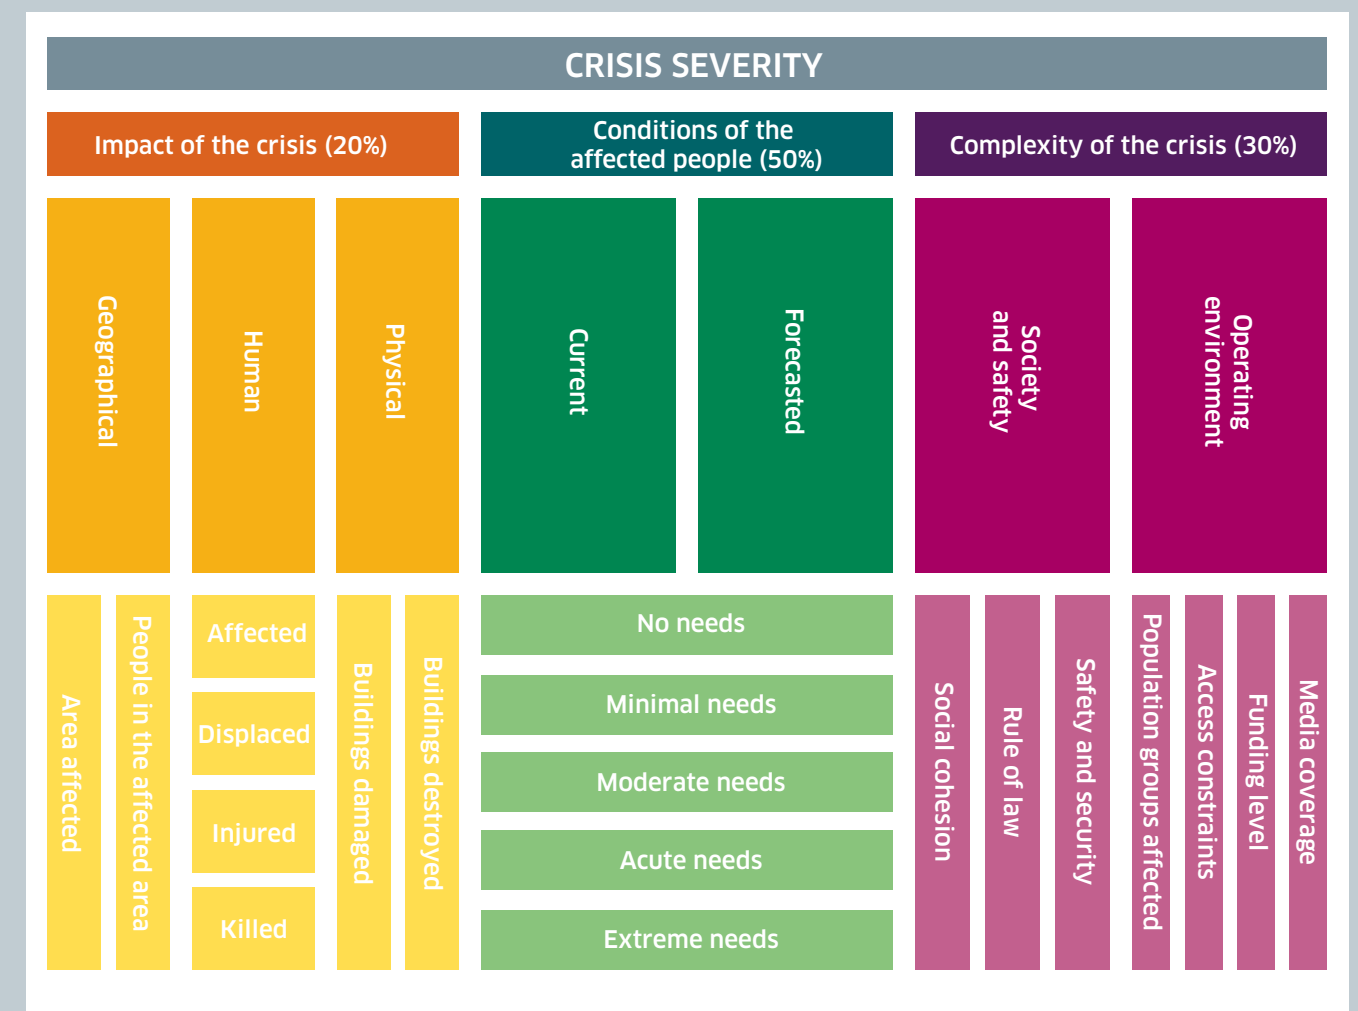 CRISIS SEVERITY
Impact of the crisis (20%)
Conditions of the
affected people (50%)
Complexity of the crisis (30%)
Geographical
Human
Physical
Current
Forecasted
Society
and safety
Operating
environment
Area affected
People in the affected area
Affected
Displaced
Injured
Killed
Buildings damaged
Buildings destroyed
No needs
Minimal needs
Moderate needs
Acute needs
Extreme needs
Social cohesion
Rule of law
Safety and security
Population groups affected
Access constraints
Funding level
Media coverage